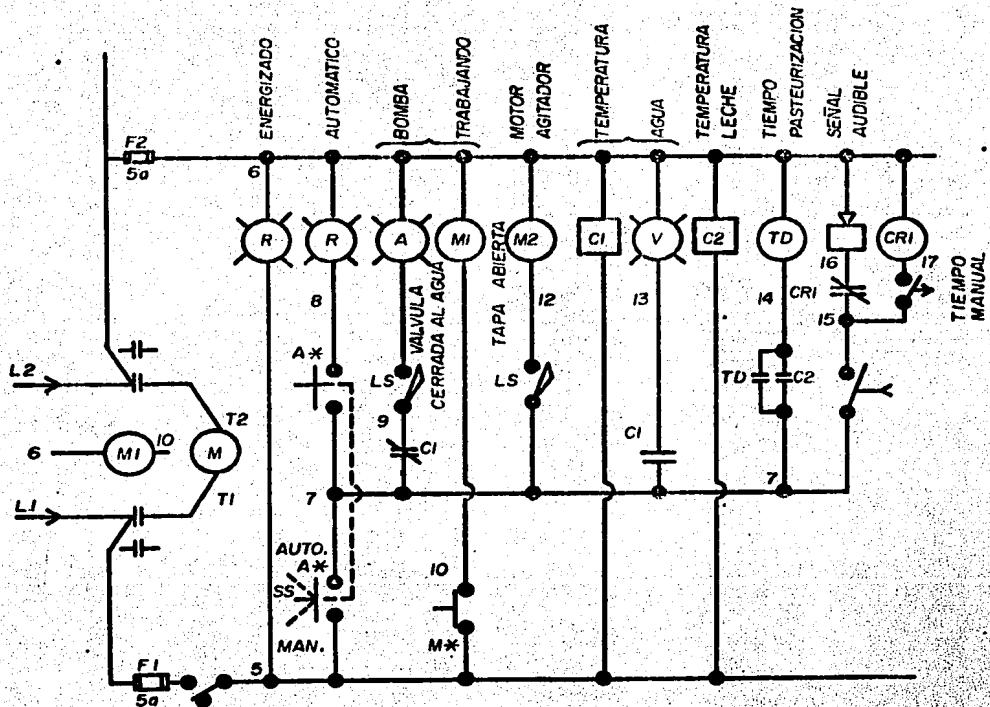 ENERGIZADO
AUTOMATICO
BOMBA
TRABAJANDO
MOTOR
AGITADOR
TEMPERATURA
AGUA
TEMPERATURA
LECHE
TIEMPO
PASTEURIZACION
SEÑAL
AUDIBLE
F2
5a
6
R
R
A
M1
M2
C1
V
C2
TD
CR1
8
VALVULA
CERRADA AL AGUA
TAPA ABIERTA
12
13
14
16
CR1
15
17
TIEMPO
MANUAL
A*
LS
LS
TD
C2
L2
T2
9
C1
C1
6
M1
10
M
7
7
L1
T1
AUTO.
A*
SS
MAN.
10
M*
F1
5a
5